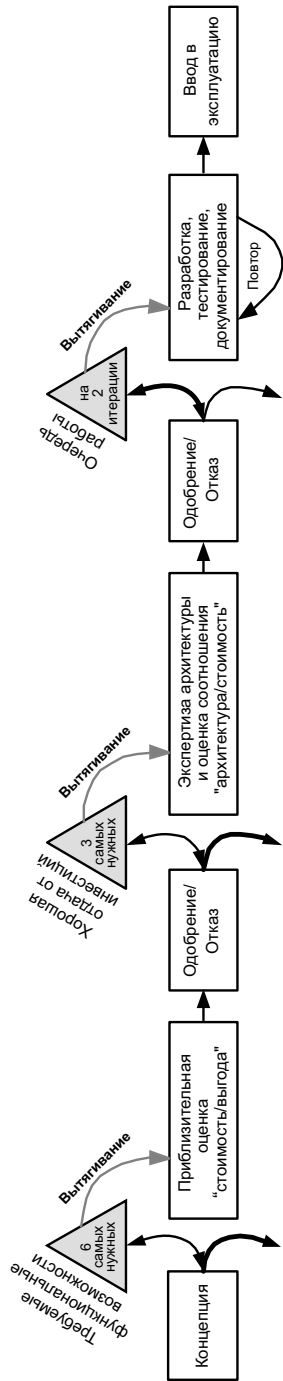 Концепция
Требуемые
функциональные
возможности
6
самых
нужных
Вытягивание
Приблизительная
оценка
“стоимость/выгода”
Одобрение/
Отказ
Хорошая
отдача от
инвестиций
3
самых
нужных
Вытягивание
Экспертиза архитектуры
и оценка соотношения
"архитектура/стоимость"
Одобрение/
Отказ
Очередь
работы
на
2
итерации
Вытягивание
Разработка,
тестирование,
документирование
Повтор
Ввод в
эксплуатацию